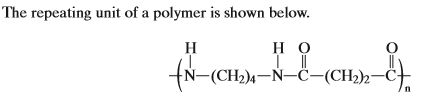 The repeating unit of a polymer is shown below.
H H O O
(N—(CH₂)₄—N—C—(CH₂)₂—C)n